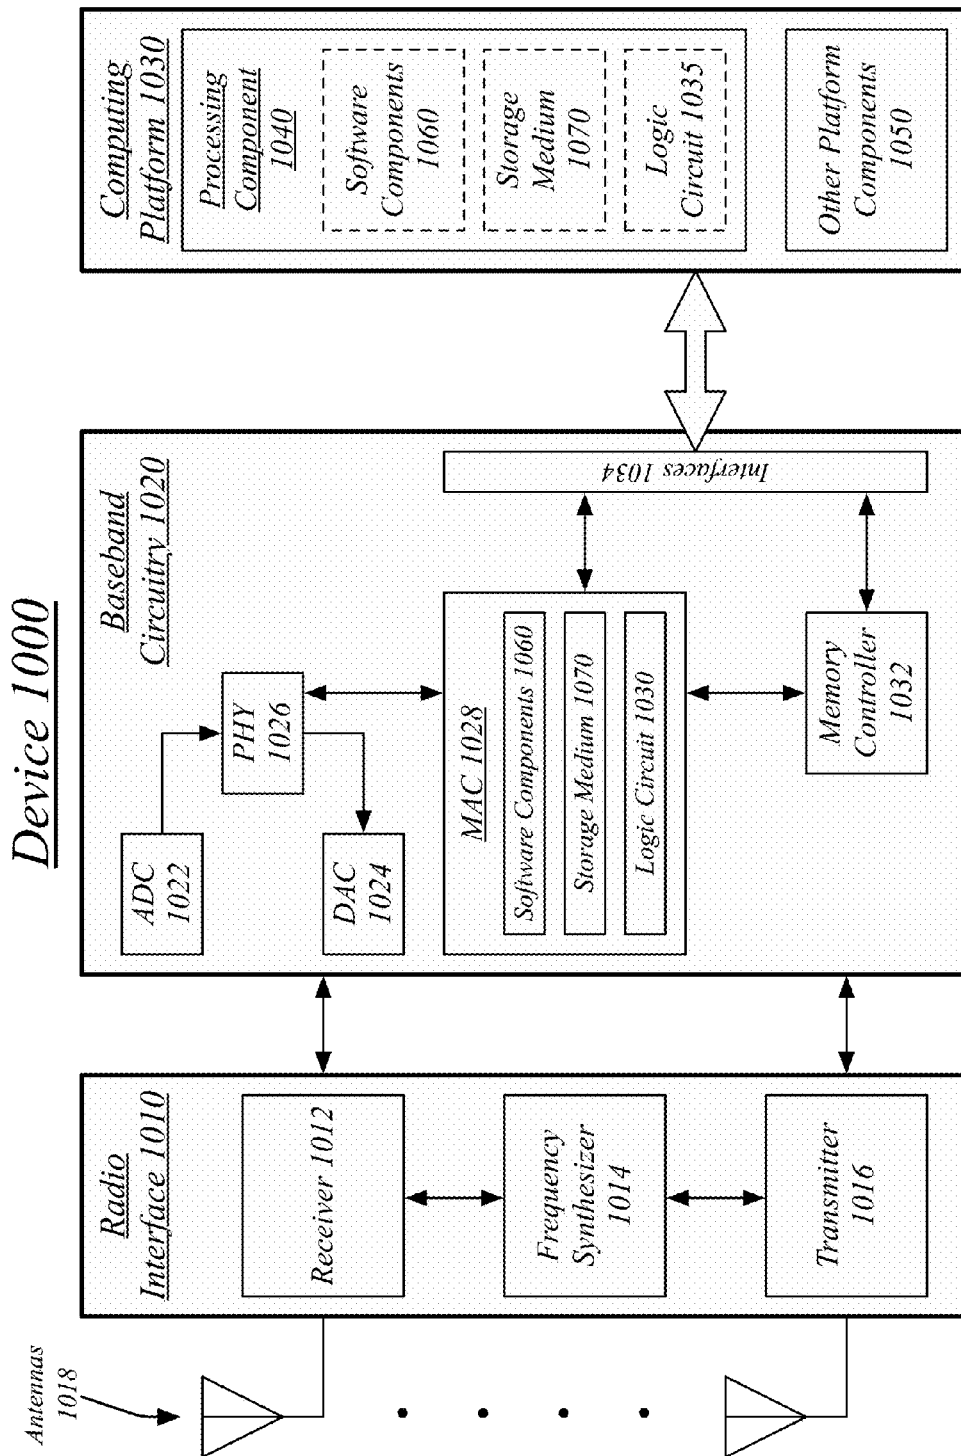 Device 1000
Antennas
1018
Radio
Interface 1010
Receiver 1012
Frequency
Synthesizer
1014
Transmitter
1016
Baseband
Circuitry 1020
ADC
1022
PHY
1026
DAC
1024
MAC 1028
Software Components 1060
Storage Medium 1070
Logic Circuit 1030
Memory
Controller
1032
Interfaces 1034
Computing
Platform 1030
Processing
Component
1040
Software
Components
1060
Storage
Medium
1070
Logic
Circuit 1035
Other Platform
Components
1050